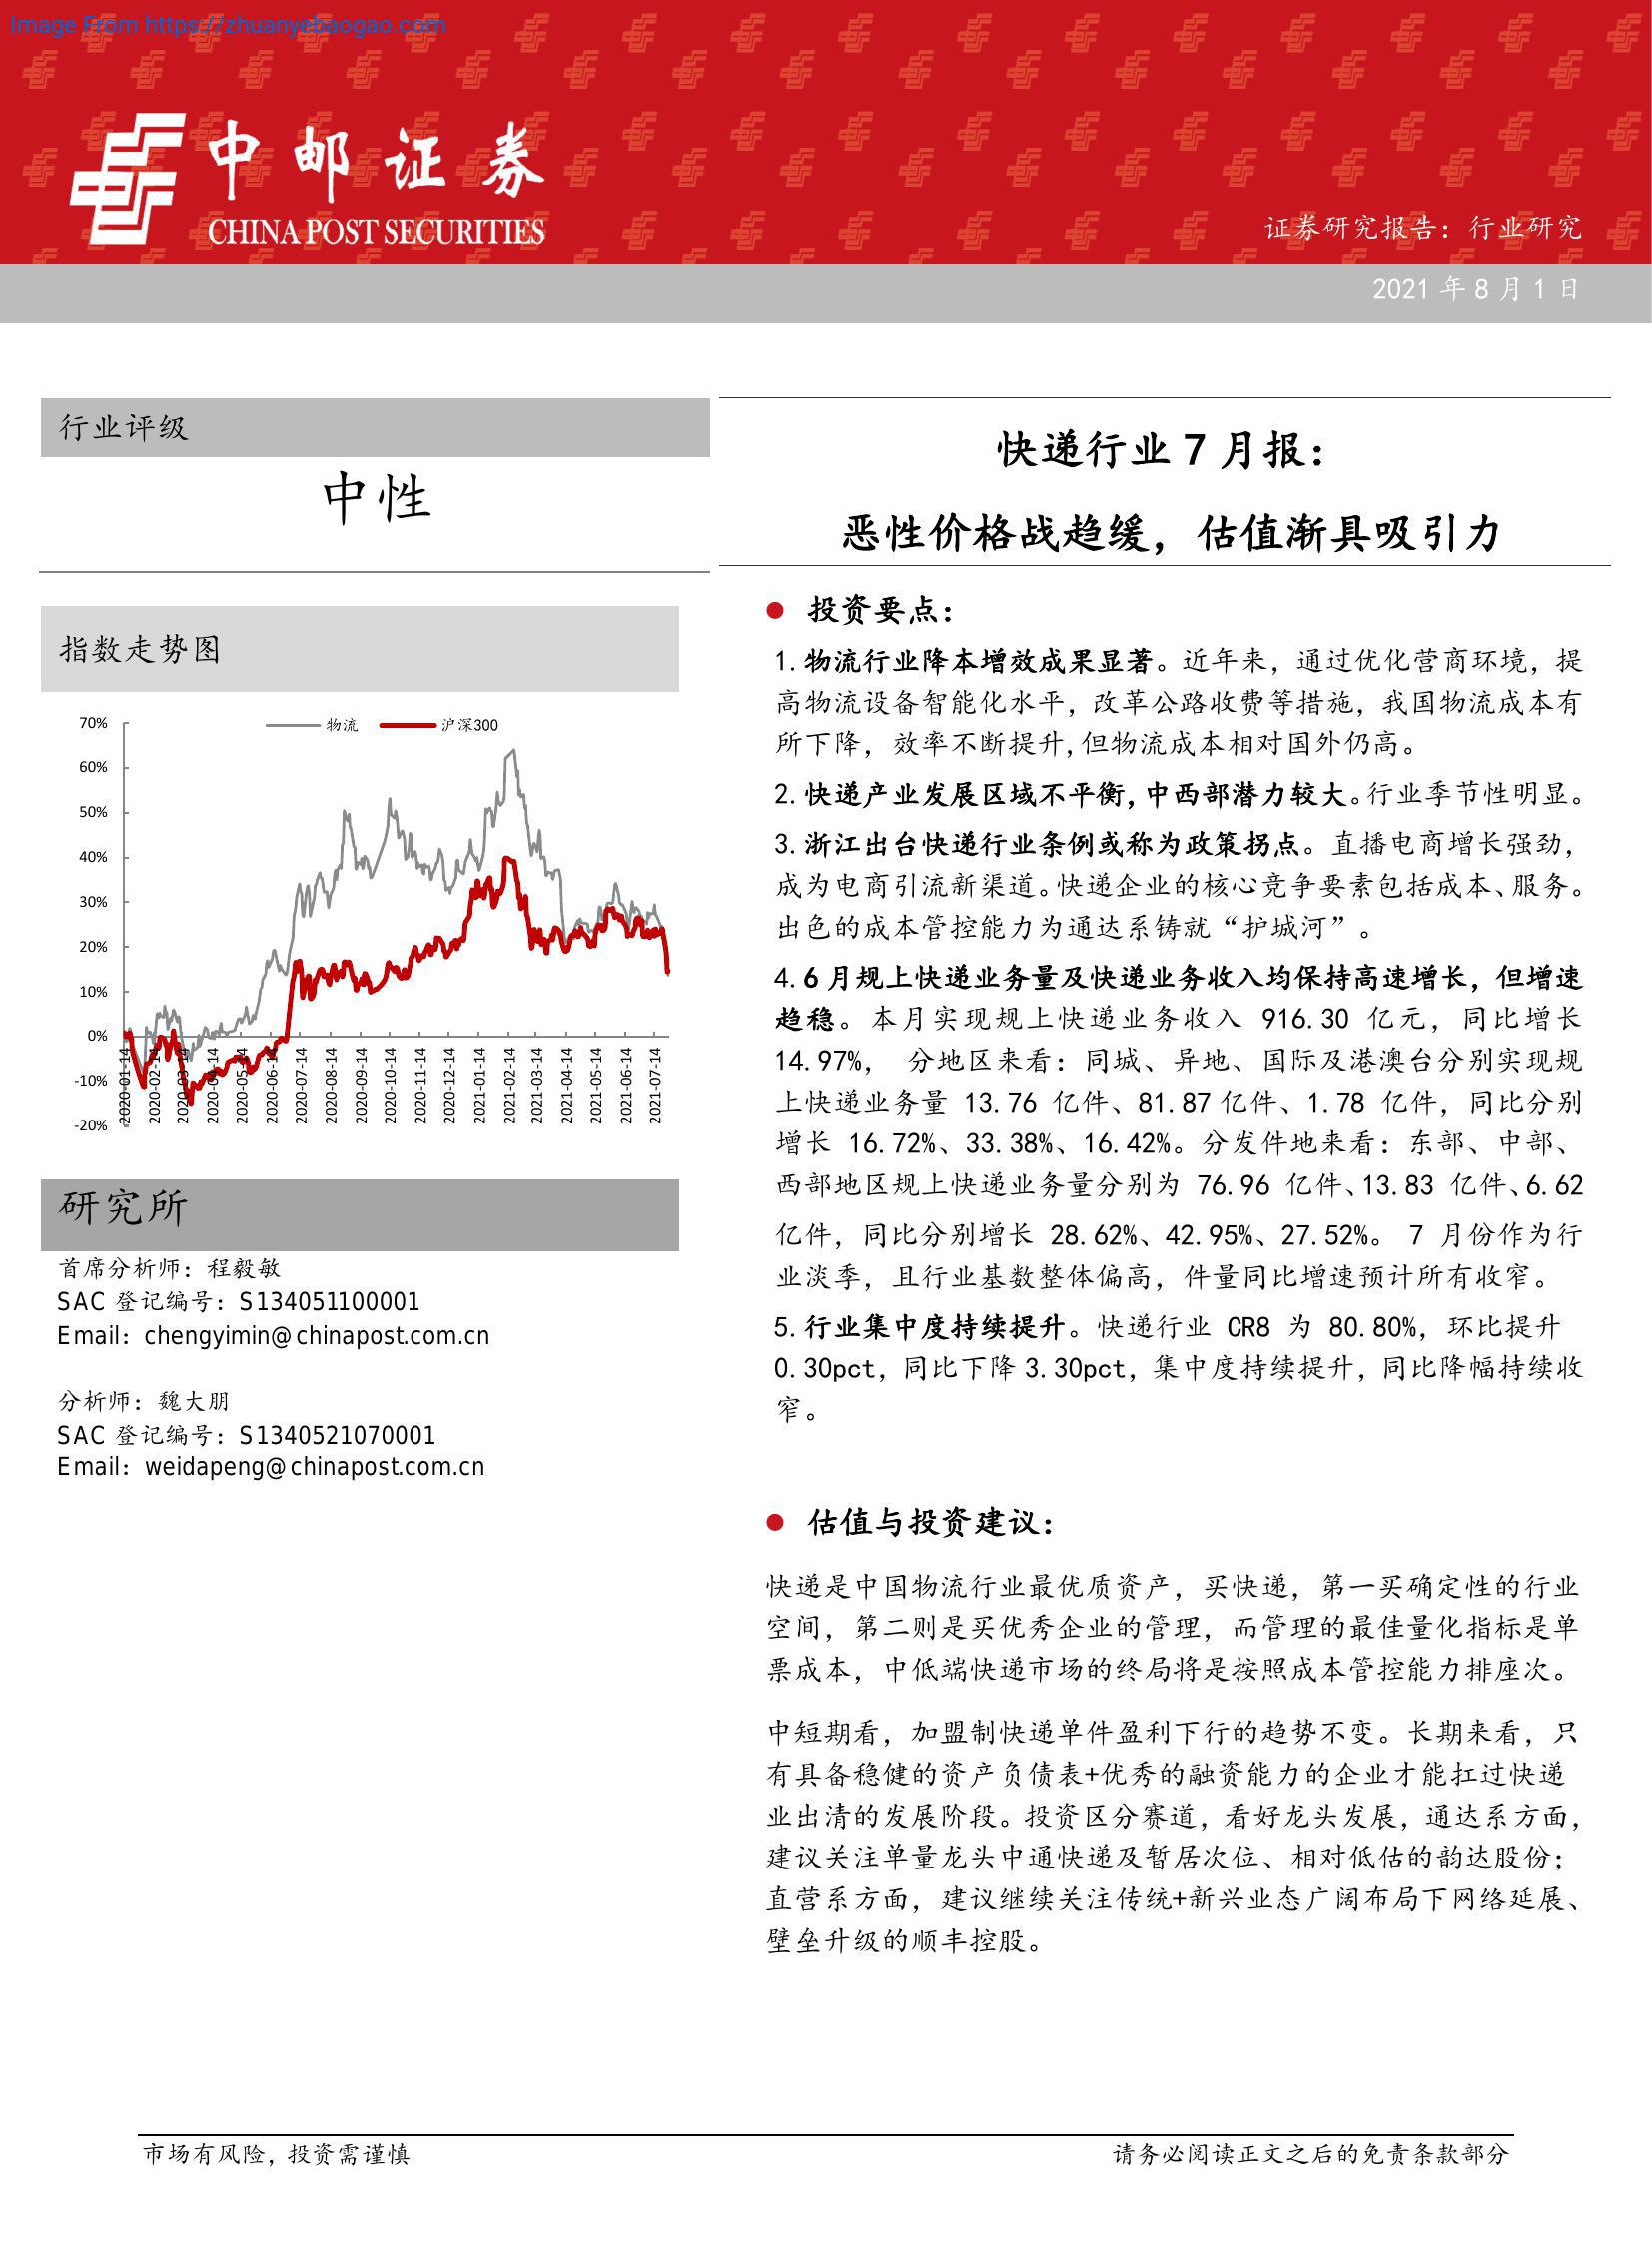 Image From https://zhuanyebaogao.com
中邮证券
CHINA POST SECURITIES
证券研究报告：行业研究
2021 年 8 月 1 日
行业评级
中性
指数走势图
物流
沪深300
70%
60%
50%
40%
30%
20%
10%
0%
-10%
-20%
2020-01-14
2020-02-14
2020-03-14
2020-04-14
2020-05-14
2020-06-14
2020-07-14
2020-08-14
2020-09-14
2020-10-14
2020-11-14
2020-12-14
2021-01-14
2021-02-14
2021-03-14
2021-04-14
2021-05-14
2021-06-14
2021-07-14
研究所
首席分析师：程毅敏
SAC 登记编号：S134051100001
Email：chengyimin@chinapost.com.cn
分析师：魏大朋
SAC 登记编号：S1340521070001
Email：weidapeng@chinapost.com.cn
快递行业 7 月报：
恶性价格战趋缓，估值渐具吸引力
投资要点：
1.物流行业降本增效成果显著。近年来，通过优化营商环境，提
高物流设备智能化水平，改革公路收费等措施，我国物流成本有
所下降，效率不断提升,但物流成本相对国外仍高。
2.快递产业发展区域不平衡,中西部潜力较大。行业季节性明显。
3.浙江出台快递行业条例或称为政策拐点。直播电商增长强劲，
成为电商引流新渠道。快递企业的核心竞争要素包括成本、服务。
出色的成本管控能力为通达系铸就“护城河”。
4.6 月规上快递业务量及快递业务收入均保持高速增长，但增速
趋稳。本月实现规上快递业务收入 916.30 亿元，同比增长
14.97%， 分地区来看：同城、异地、国际及港澳台分别实现规
上快递业务量 13.76 亿件、81.87 亿件、1.78 亿件，同比分别
增长 16.72%、33.38%、16.42%。分发件地来看：东部、中部、
西部地区规上快递业务量分别为 76.96 亿件、13.83 亿件、6.62
亿件，同比分别增长 28.62%、42.95%、27.52%。 7 月份作为行
业淡季，且行业基数整体偏高，件量同比增速预计所有收窄。
5.行业集中度持续提升。快递行业 CR8 为 80.80%，环比提升
0.30pct，同比下降 3.30pct，集中度持续提升，同比降幅持续收
窄。
估值与投资建议：
快递是中国物流行业最优质资产，买快递，第一买确定性的行业
空间，第二则是买优秀企业的管理，而管理的最佳量化指标是单
票成本，中低端快递市场的终局将是按照成本管控能力排座次。
中短期看，加盟制快递单件盈利下行的趋势不变。长期来看，只
有具备稳健的资产负债表+优秀的融资能力的企业才能扛过快递
业出清的发展阶段。投资区分赛道，看好龙头发展，通达系方面，
建议关注单量龙头中通快递及暂居次位、相对低估的韵达股份；
直营系方面，建议继续关注传统+新兴业态广阔布局下网络延展、
壁垒升级的顺丰控股。
市场有风险，投资需谨慎
请务必阅读正文之后的免责条款部分